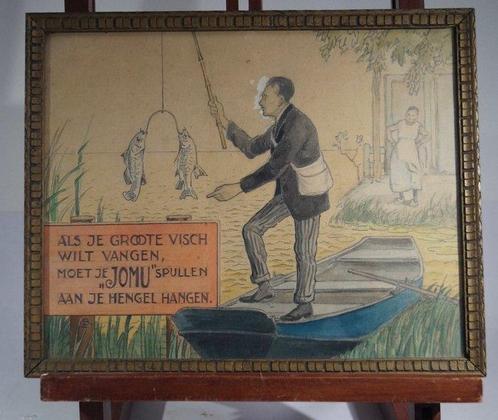 ALS JE GROOTE VISCH
WILT VANGEN,
MOET JE „JOMU" SPULLEN
AAN JE HENGEL HANGEN.